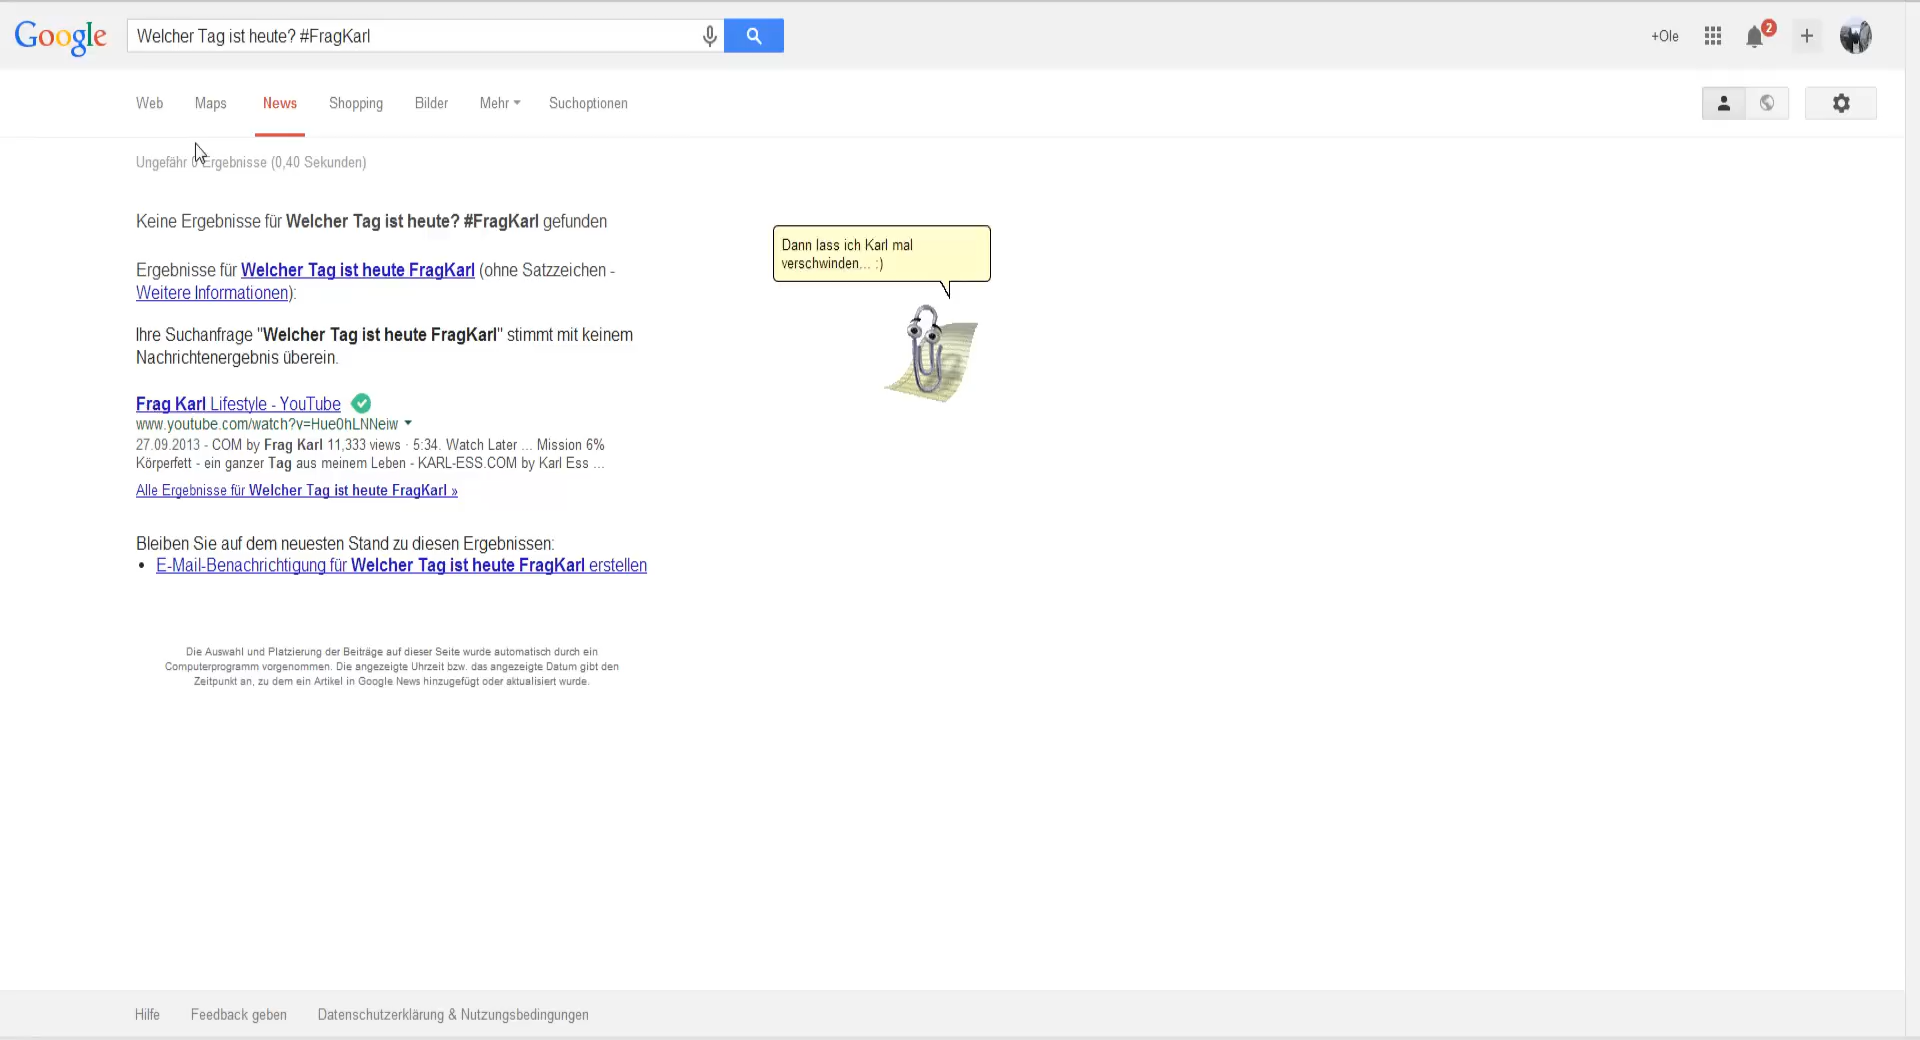 Google
Welcher Tag ist heute? #FragKarl
+Ole
2
Web Maps News Shopping Bilder Mehr Suchoptionen
Ungefähr 0 Ergebnisse (0,40 Sekunden)
Keine Ergebnisse für Welcher Tag ist heute? #FragKarl gefunden
Ergebnisse für Welcher Tag ist heute FragKarl (ohne Satzzeichen -
Weitere Informationen):
Ihre Suchanfrage "Welcher Tag ist heute FragKarl" stimmt mit keinem
Nachrichtenergebnis überein.
Frag Karl Lifestyle - YouTube
www.youtube.com/watch?v=Hue0hLNNeiw
27.09.2013 - COM by Frag Karl 11,333 views · 5:34. Watch Later ... Mission 6%
Körperfett - ein ganzer Tag aus meinem Leben - KARL-ESS.COM by Karl Ess ...
Alle Ergebnisse für Welcher Tag ist heute FragKarl »
Bleiben Sie auf dem neuesten Stand zu diesen Ergebnissen:
• E-Mail-Benachrichtigung für Welcher Tag ist heute FragKarl erstellen
Die Auswahl und Platzierung der Beiträge auf dieser Seite wurde automatisch durch ein
Computerprogramm vorgenommen. Die angezeigte Uhrzeit bzw. das angezeigte Datum gibt den
Zeitpunkt an, zu dem ein Artikel in Google News hinzugefügt oder aktualisiert wurde.
Dann lass ich Karl mal
verschwinden... :)
Hilfe Feedback geben Datenschutzerklärung & Nutzungsbedingungen